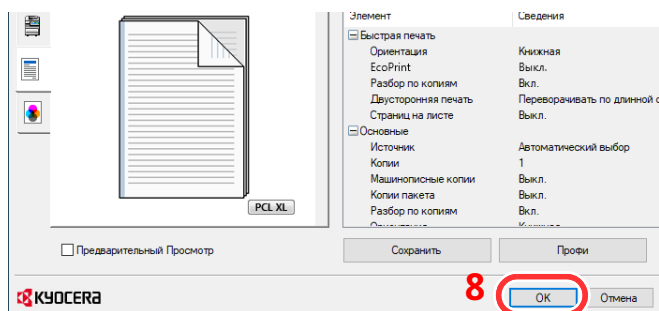 Элемент Сведения
Быстрая печать
Ориентация Книжная
EcoPrint Выкл.
Разбор по копиям Вкл.
Двусторонняя печать Переворачивать по длинной
Страниц на листе Выкл.
Основные
Источник Автоматический выбор
Копии 1
Машинописные копии Выкл.
Копии пакета Выкл.
Разбор по копиям Вкл.
PCL XL
Предварительный Просмотр
Сохранить Профи
KYOCERA
8 OK Отмена